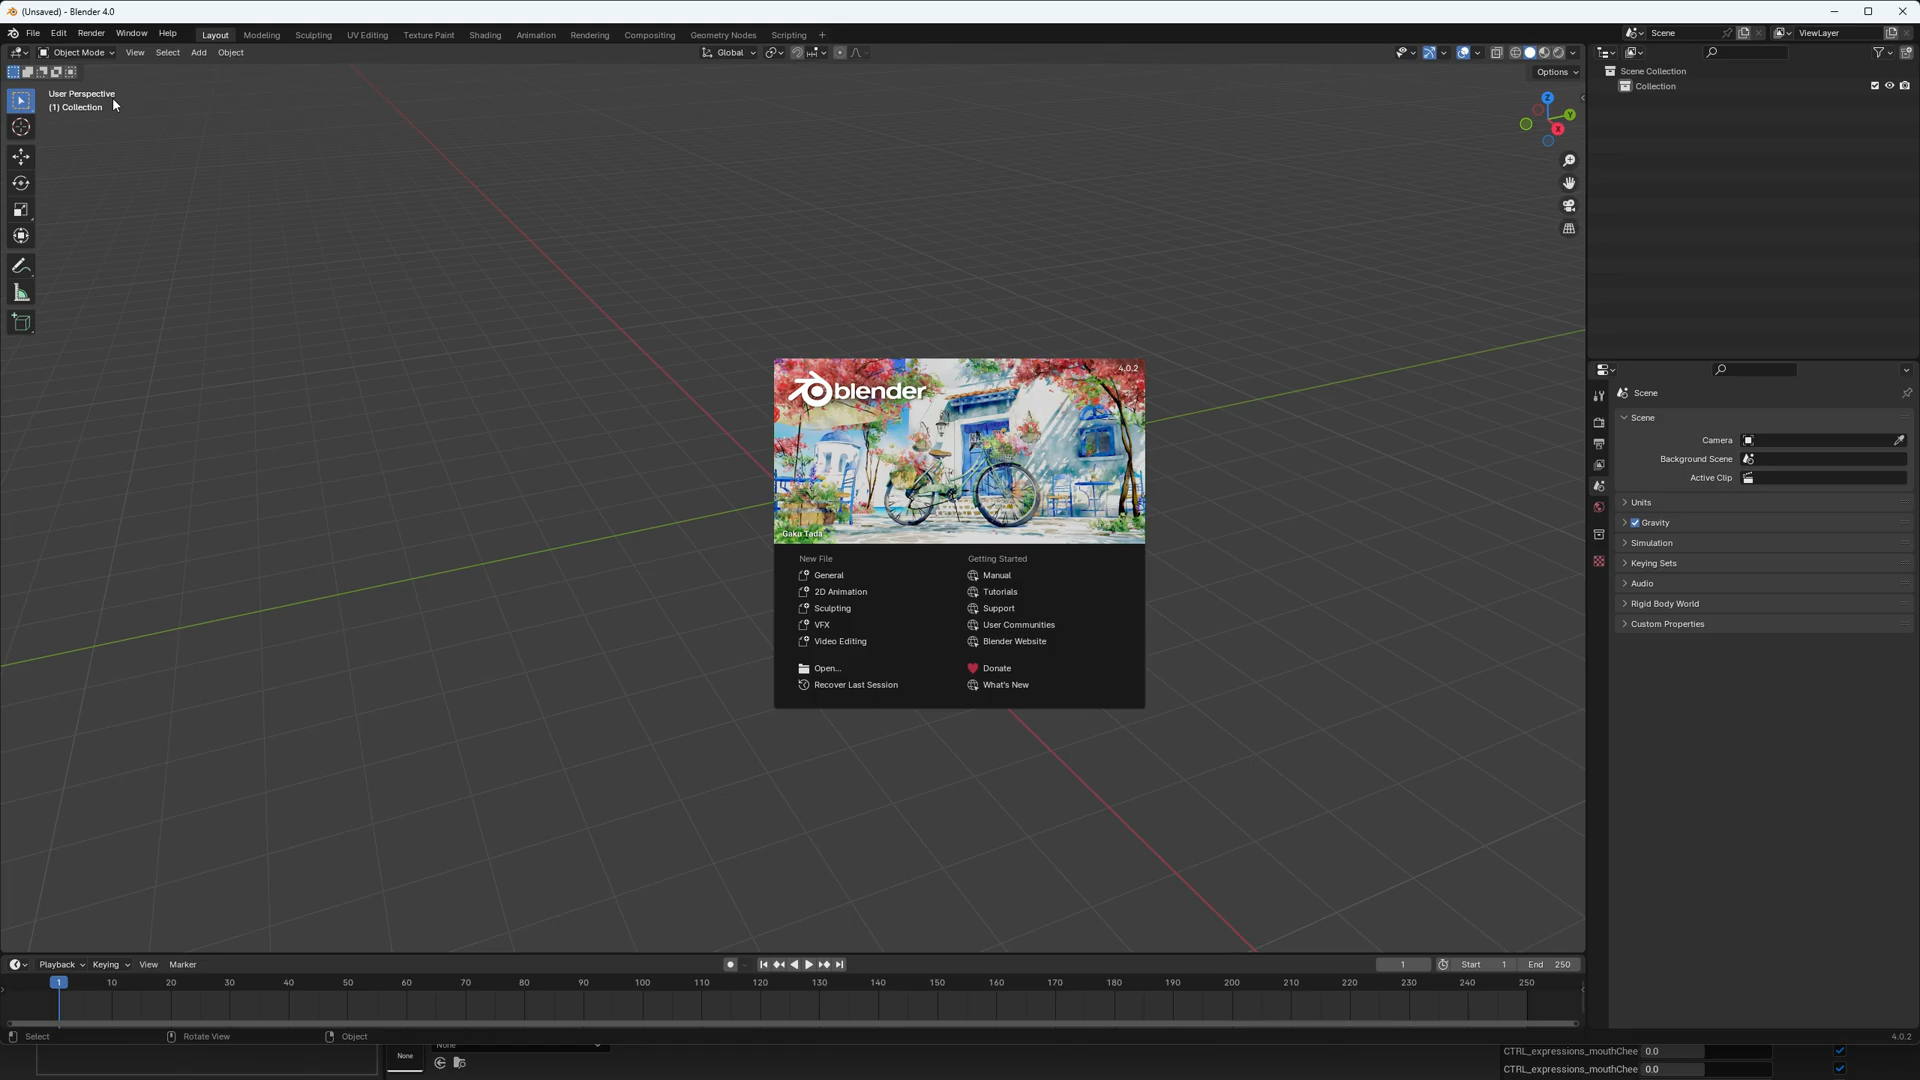 (Unsaved) - Blender 4.0
File Edit Render Window Help Layout Modeling Sculpting UV Editing Texture Paint Shading Animation Rendering Compositing Geometry Nodes Scripting + Scene ViewLayer
Object Mode View Select Add Object Global
Options
User Perspective
(1) Collection
Z
Y
X
Scene Collection
Collection
4.0.2
blender
Gaku Tada
New File
General
2D Animation
Sculpting
VFX
Video Editing
Open...
Recover Last Session
Getting Started
Manual
Tutorials
Support
User Communities
Blender Website
Donate
What's New
Scene
Scene
Camera
Background Scene
Active Clip
Units
Gravity
Simulation
Keying Sets
Audio
Rigid Body World
Custom Properties
Playback Keying View Marker 1 Start 1 End 250
1 10 20 30 40 50 60 70 80 90 100 110 120 130 140 150 160 170 180 190 200 210 220 230 240 250
Select Rotate View Object 4.0.2
None
None
CTRL_expressions_mouthChee 0.0
CTRL_expressions_mouthChee 0.0